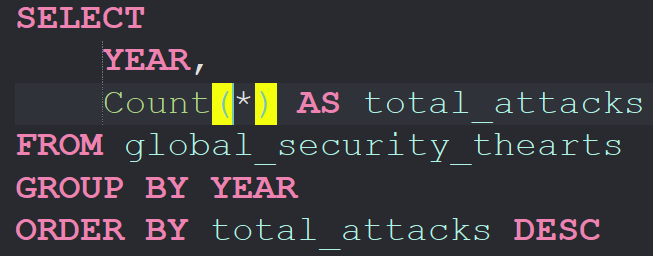 SELECT
YEAR,
Count(*) AS total_attacks
FROM global_security_thearts
GROUP BY YEAR
ORDER BY total_attacks DESC